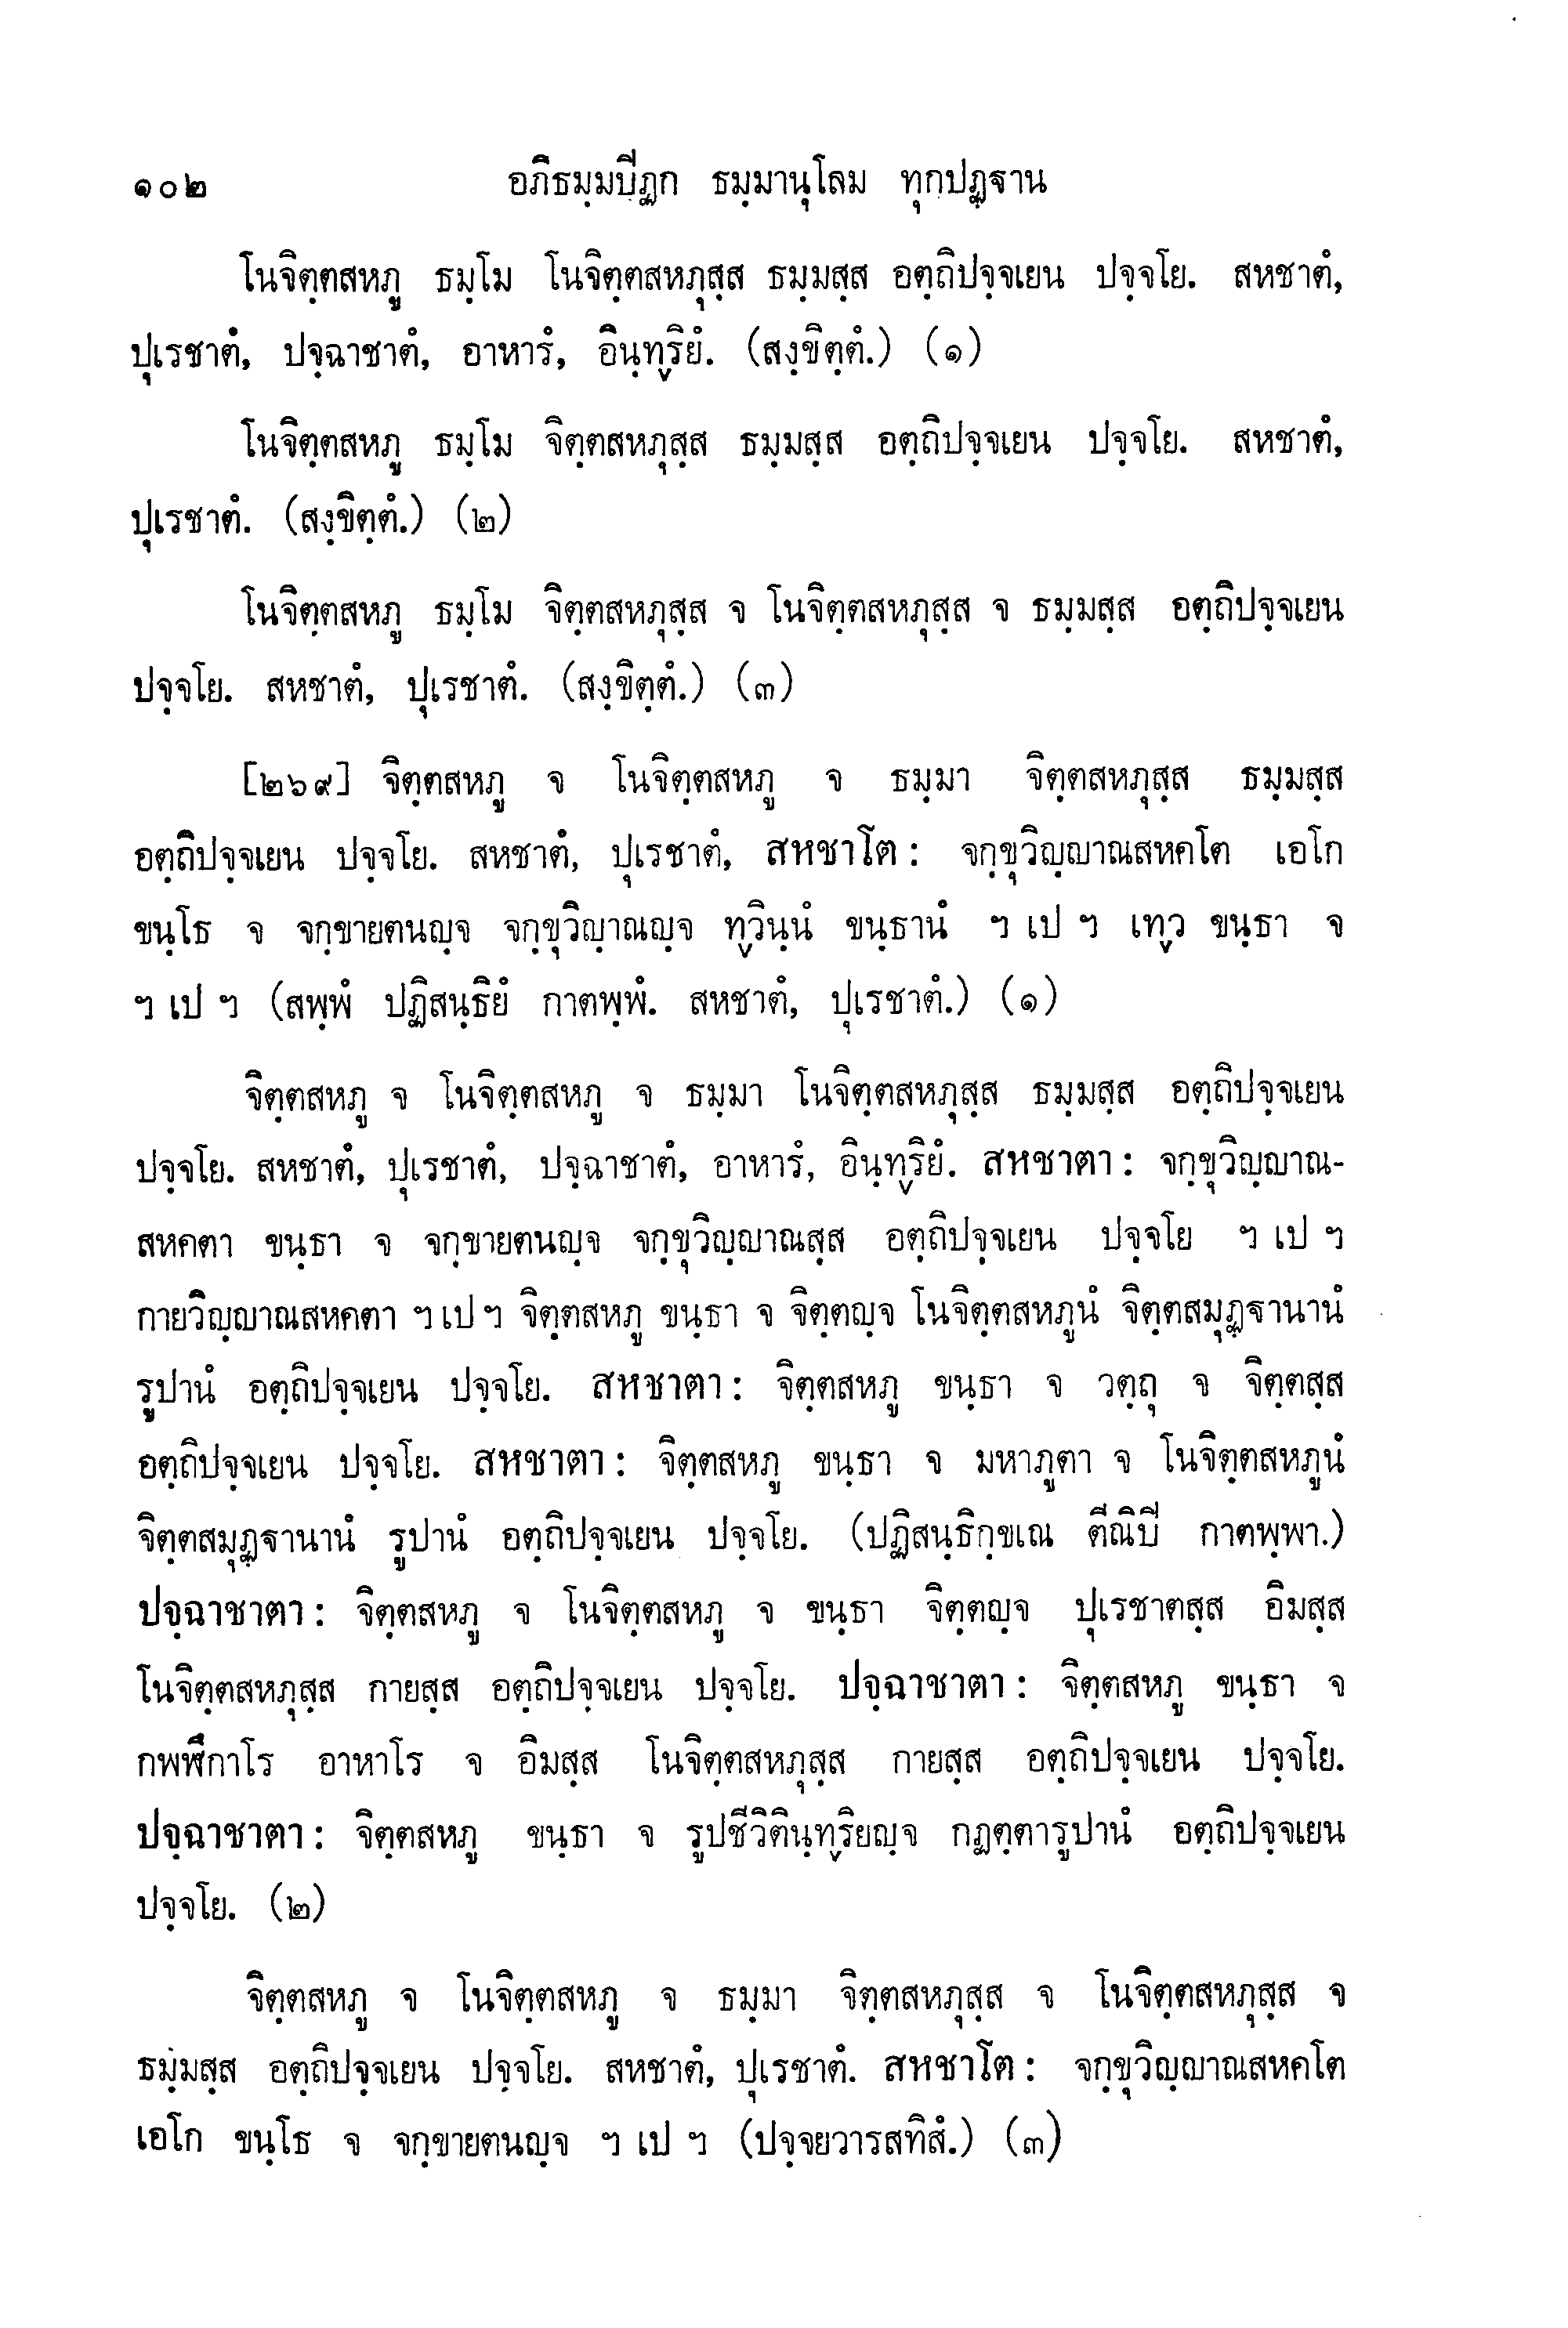 ๑๐๒ อภิธมฺมปีฏก ธมฺมานุโลม ทุกปฏฺฐาน
โนจิตฺตสหภู ธมฺโม โนจิตฺตสหภุสฺส ธมฺมสฺส อตฺถิปจฺจเยน ปจฺจโย. สหชาตํ,
ปุเรชาตํ, ปจฺฉาชาตํ, อาหารํ, อินฺทฺริยํ. (สงฺขิตฺตํ.) (๑)
โนจิตฺตสหภู ธมฺโม จิตฺตสหภุสฺส ธมฺมสฺส อตฺถิปจฺจเยน ปจฺจโย. สหชาตํ,
ปุเรชาตํ. (สงฺขิตฺตํ.) (๒)
โนจิตฺตสหภู ธมฺโม จิตฺตสหภุสฺส จ โนจิตฺตสหภุสฺส จ ธมฺมสฺส อตฺถิปจฺจเยน
ปจฺจโย. สหชาตํ, ปุเรชาตํ. (สงฺขิตฺตํ.) (๓)
[๒๖๙] จิตฺตสหภู จ โนจิตฺตสหภู จ ธมฺมา จิตฺตสหภุสฺส ธมฺมสฺส
อตฺถิปจฺจเยน ปจฺจโย. สหชาตํ, ปุเรชาตํ, สหชาโต: จกฺขุวิญฺญาณสหคโต เอโก
ขนฺโธ จ จกฺขายตนญฺจ จกฺขุวิญฺาณญฺจ ทฺวินฺนํ ขนฺธานํ ฯ เป ฯ เทฺว ขนฺธา จ
ฯ เป ฯ (สพฺพํ ปฏิสนฺธิยํ กาตพฺพํ. สหชาตํ, ปุเรชาตํ.) (๑)
จิตฺตสหภู จ โนจิตฺตสหภู จ ธมฺมา โนจิตฺตสหภุสฺส ธมฺมสฺส อตฺถิปจฺจเยน
ปจฺจโย. สหชาตํ, ปุเรชาตํ, ปจฺฉาชาตํ, อาหารํ, อินฺทฺริยํ. สหชาตา: จกฺขุวิญฺญาณ-
สหคตา ขนฺธา จ จกฺขายตนญฺจ จกฺขุวิญฺญาณสฺส อตฺถิปจฺจเยน ปจฺจโย ฯ เป ฯ
กายวิญฺญาณสหคตา ฯ เป ฯ จิตฺตสหภู ขนฺธา จ จิตฺตญฺจ โนจิตฺตสหภูนํ จิตฺตสมุฏฺฐานานํ
รูปานํ อตฺถิปจฺจเยน ปจฺจโย. สหชาตา: จิตฺตสหภู ขนฺธา จ วตฺถุ จ จิตฺตสฺส
อตฺถิปจฺจเยน ปจฺจโย. สหชาตา: จิตฺตสหภู ขนฺธา จ มหาภูตา จ โนจิตฺตสหภูนํ
จิตฺตสมุฏฺฐานานํ รูปานํ อตฺถิปจฺจเยน ปจฺจโย. (ปฏิสนฺธิกฺขเณ ตีณิปี กาตพฺพา.)
ปจฺฉาชาตา: จิตฺตสหภู จ โนจิตฺตสหภู จ ขนฺธา จิตฺตญฺจ ปุเรชาตสฺส อิมสฺส
โนจิตฺตสหภุสฺส กายสฺส อตฺถิปจฺจเยน ปจฺจโย. ปจฺฉาชาตา: จิตฺตสหภู ขนฺธา จ
กพฬีกาโร อาหาโร จ อิมสฺส โนจิตฺตสหภุสฺส กายสฺส อตฺถิปจฺจเยน ปจฺจโย.
ปจฺฉาชาตา: จิตฺตสหภู ขนฺธา จ รูปชีวิตินฺทฺริยญฺจ กฏตฺตารูปานํ อตฺถิปจฺจเยน
ปจฺจโย. (๒)
จิตฺตสหภู จ โนจิตฺตสหภู จ ธมฺมา จิตฺตสหภุสฺส จ โนจิตฺตสหภุสฺส จ
ธมฺมสฺส อตฺถิปจฺจเยน ปจฺจโย. สหชาตํ, ปุเรชาตํ. สหชาโต: จกฺขุวิญฺญาณสหคโต
เอโก ขนฺโธ จ จกฺขายตนญฺจ ฯ เป ฯ (ปจฺจยวารสทิสํ.) (๓)